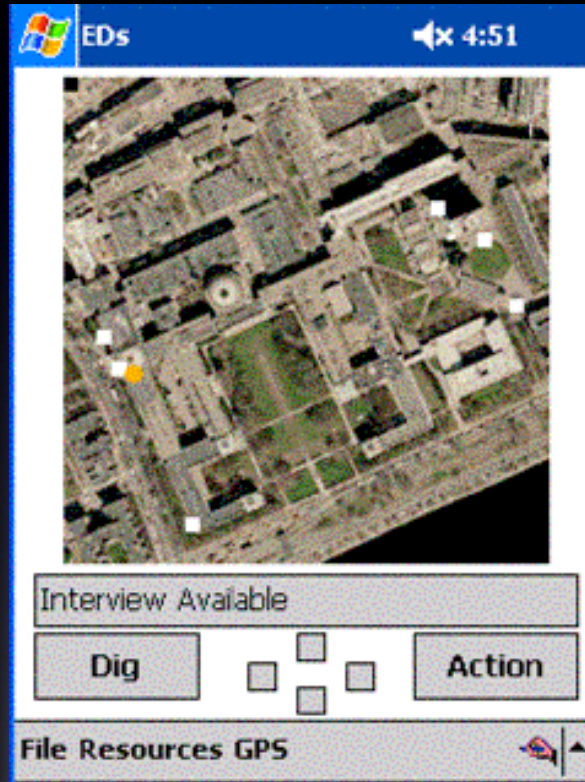 EDs 4:51
Interview Available
Dig Action
File Resources GPS